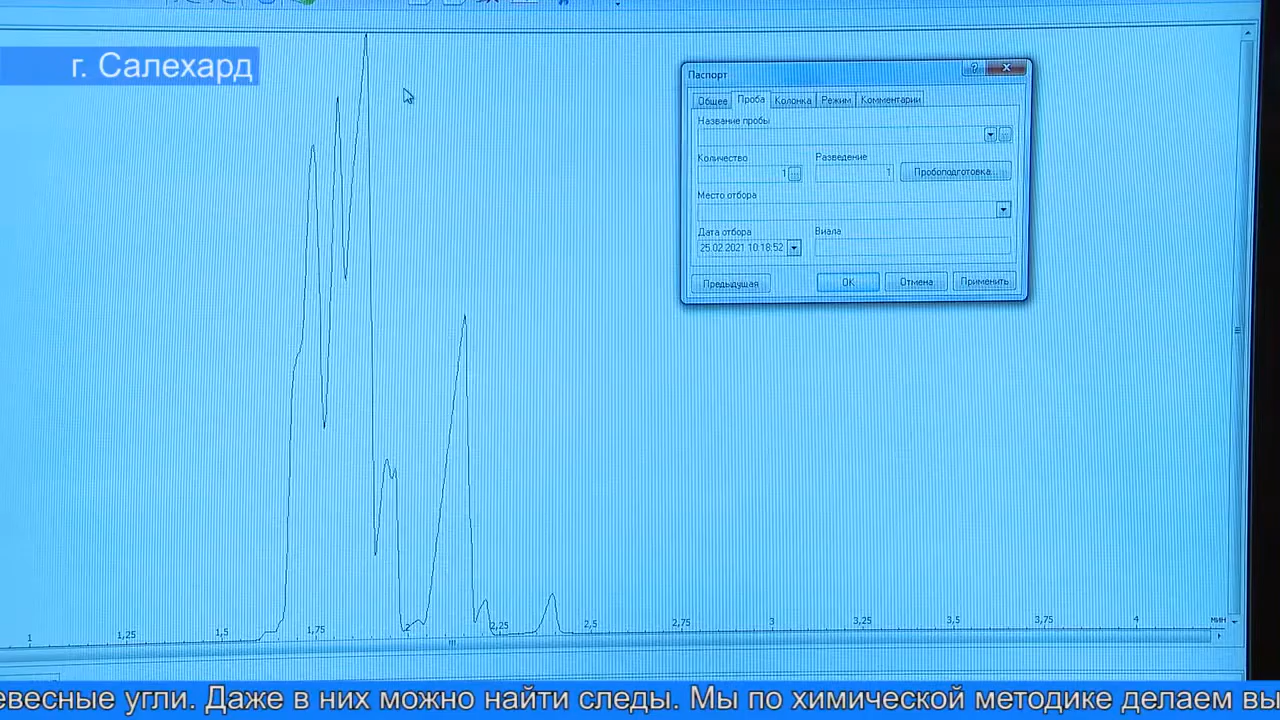 г. Салехард
Паспорт
Общее Проба Колонка Режим Комментарии
Название пробы
Количество Разведение
1 1 Пробоподготовка...
Место отбора
Дата отбора Виала
25.02.2021 10:18:52
Предыдущая ОК Отмена Применить
1 1,25 1,5 1,75 2 2,25 2,5 2,75 3 3,25 3,5 3,75 4 мин
евесные угли. Даже в них можно найти следы. Мы по химической методике делаем вы